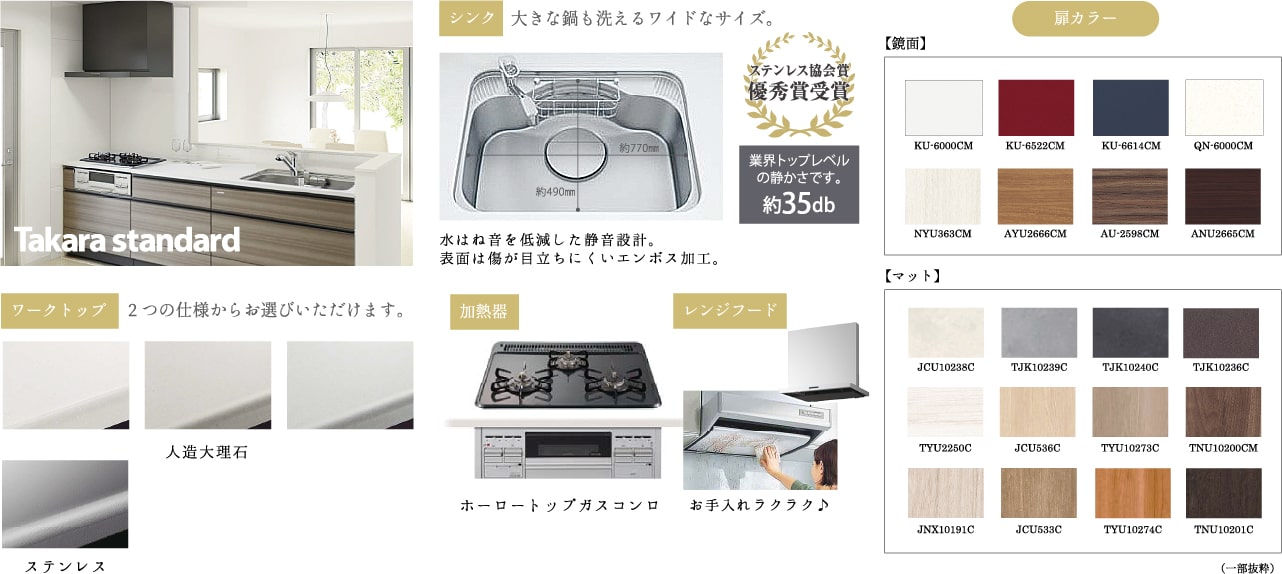 Takara standard
シンク 大きな鍋も洗えるワイドなサイズ。
約770mm
約490mm
ステンレス協会賞
優秀賞受賞
業界トップレベル
の静かさです。
約35db
水はね音を低減した静音設計。
表面は傷が目立ちにくいエンボス加工。
ワークトップ 2つの仕様からお選びいただけます。
人造大理石
ステンレス
加熱器
ホーロートップガスコンロ
レンジフード
お手入れラクラク♪
扉カラー
【鏡面】
KU-6000CM KU-6522CM KU-6614CM QN-6000CM
NYU363CM AYU2666CM AU-2598CM ANU2665CM
【マット】
JCU10238C TJK10239C TJK10240C TJK10236C
TYU2250C JCU536C TYU10273C TNU10200CM
JNX10191C JCU533C TYU10274C TNU10201C
（一部抜粋）